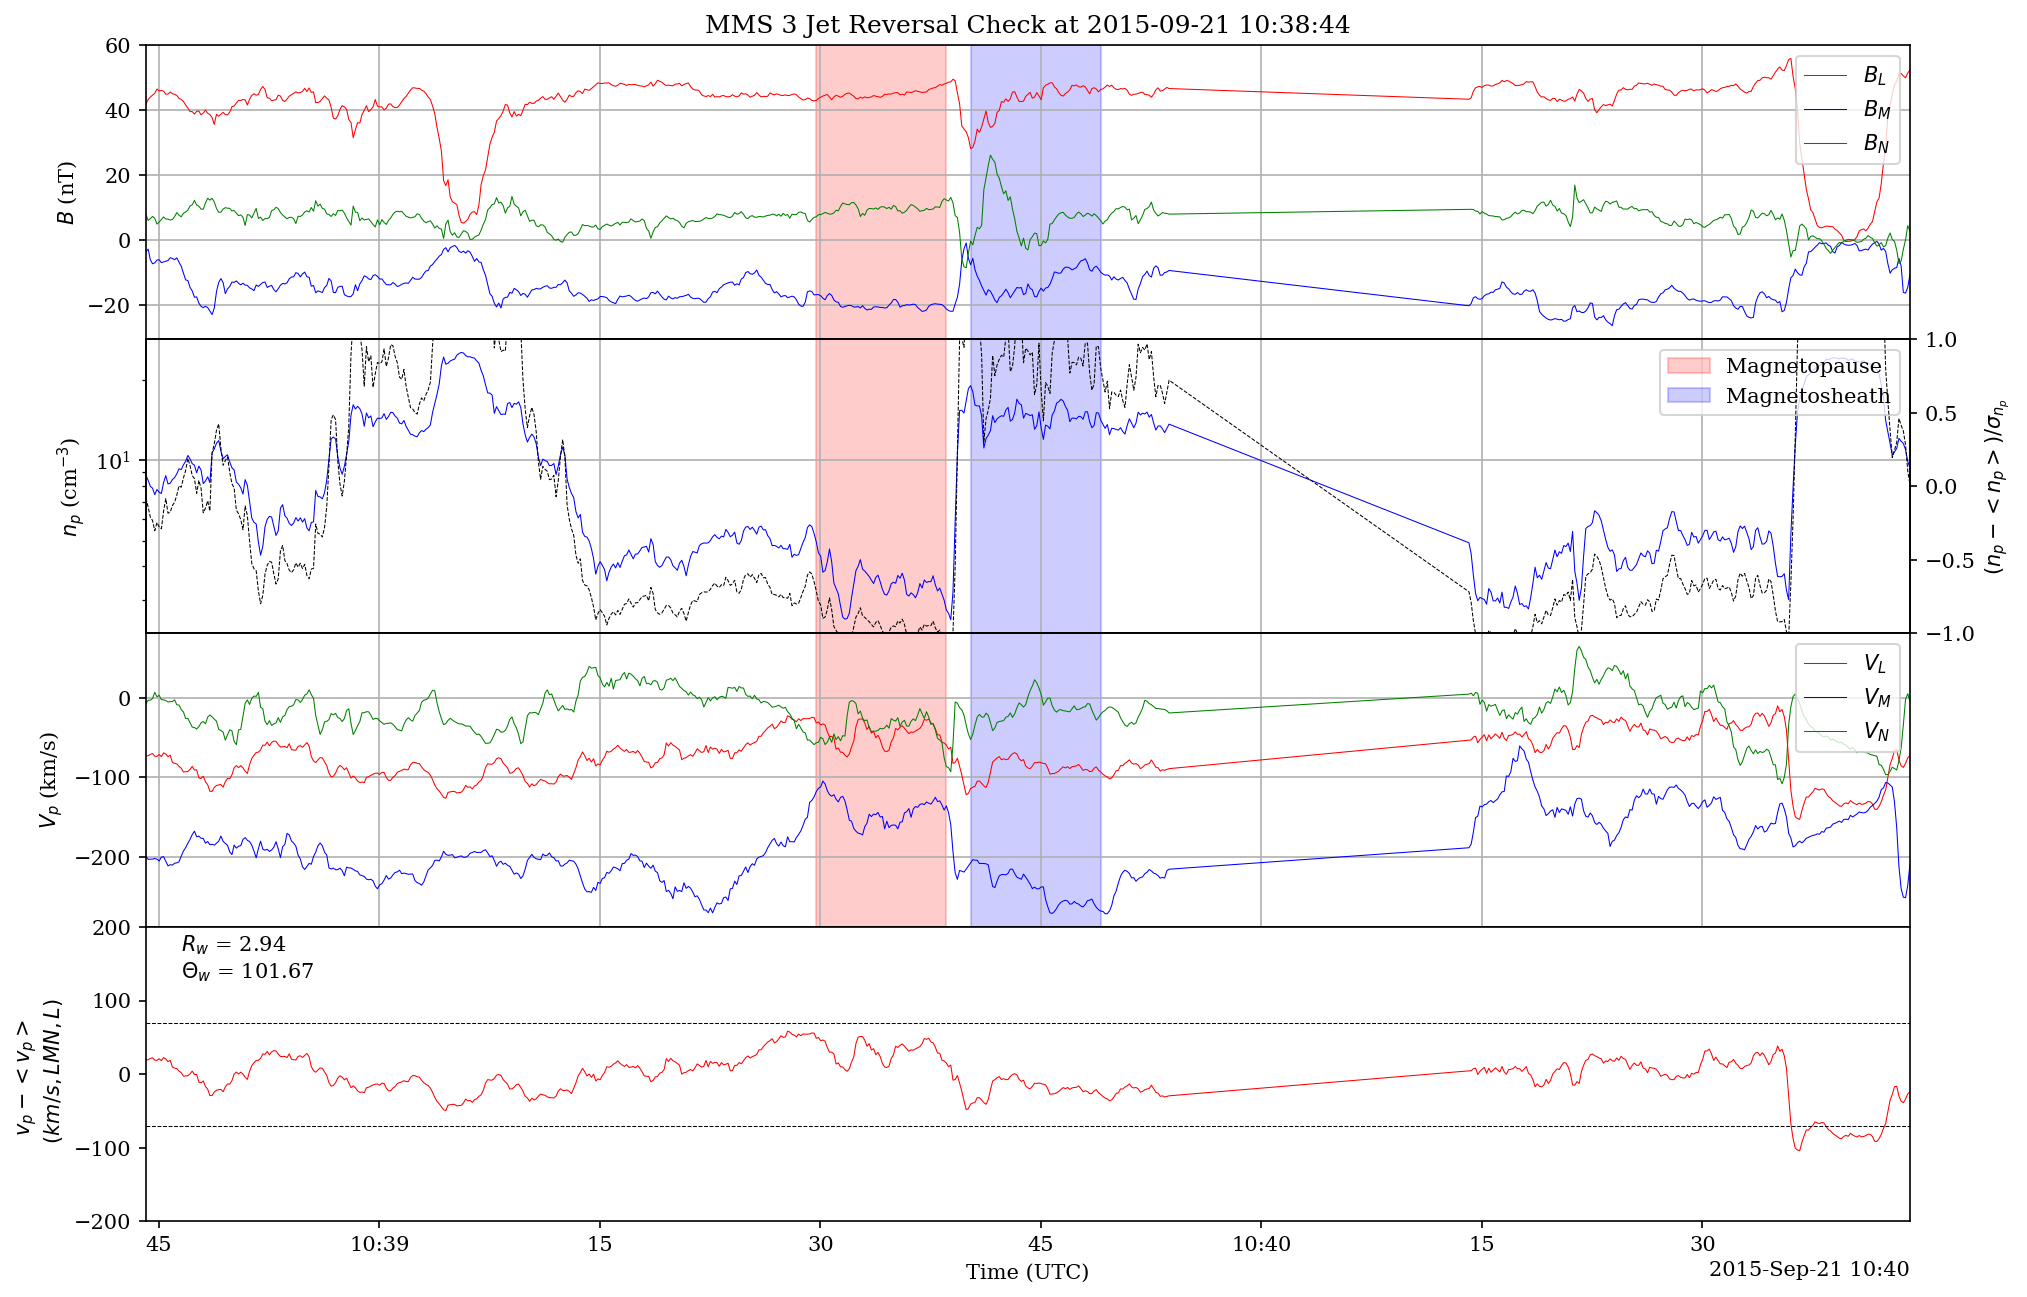 MMS 3 Jet Reversal Check at 2015-09-21 10:38:44
60
40
20
0
−20
B (nT)
B_L
B_M
B_N
10^1
n_p (cm^{−3})
Magnetopause
Magnetosheath
1.0
0.5
0.0
−0.5
−1.0
(n_p − < n_p >)/σ_{n_p}
0
−100
−200
V_p (km/s)
V_L
V_M
V_N
200
100
0
−100
−200
v_p − < v_p >
(km/s, LMN, L)
R_w = 2.94
Θ_w = 101.67
45 10:39 15 30 45 10:40 15 30
Time (UTC)
2015-Sep-21 10:40